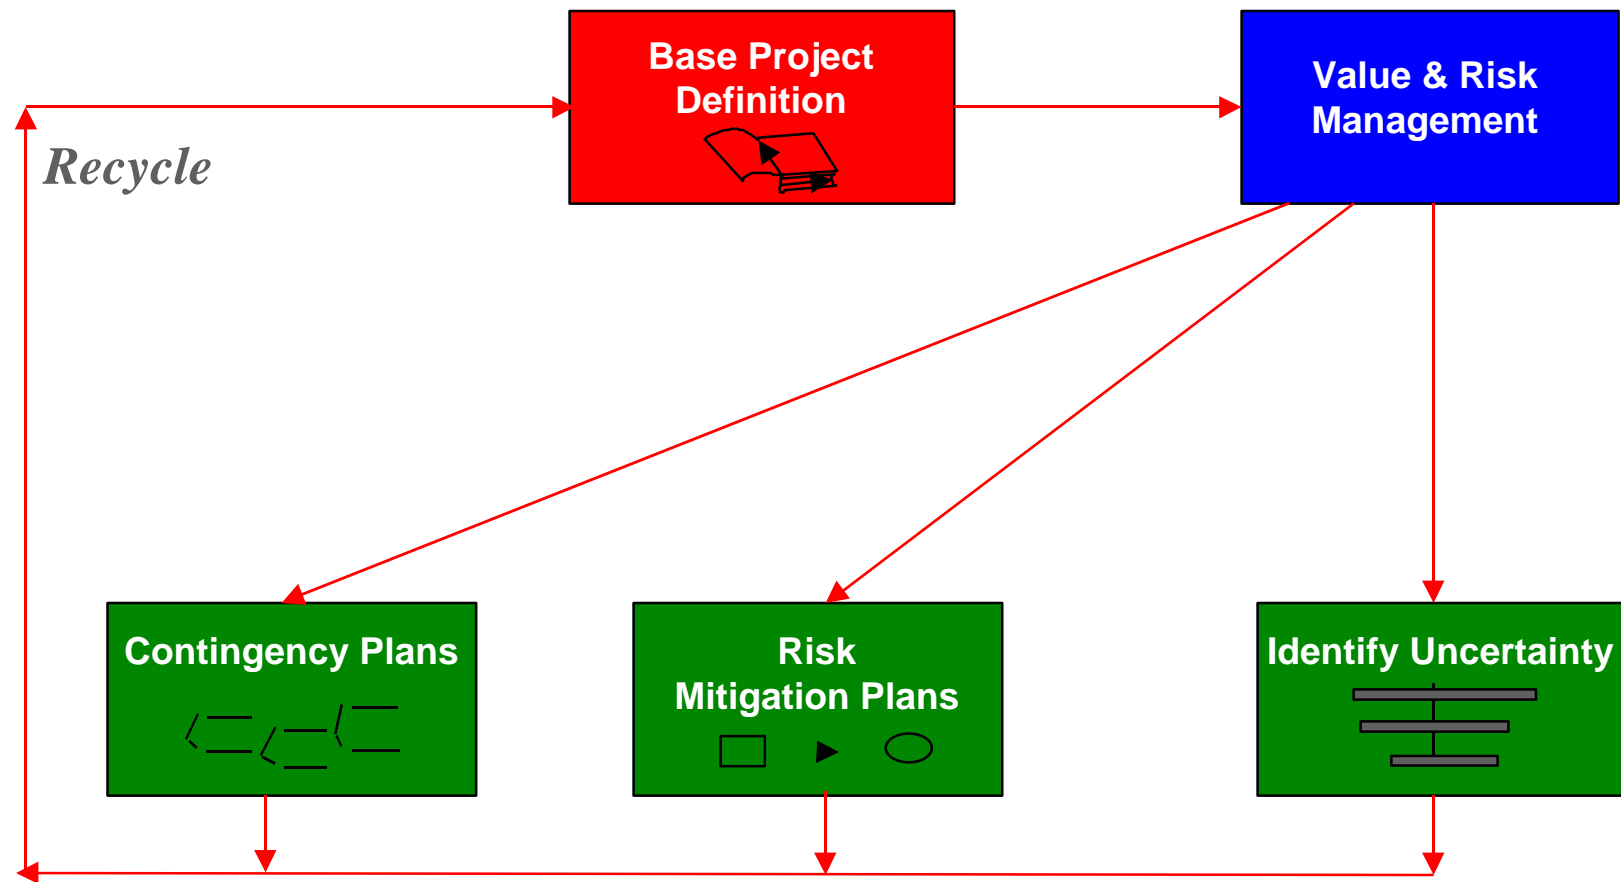 Base Project
Definition
Value & Risk
Management
Recycle
Contingency Plans
Risk
Mitigation Plans
Identify Uncertainty